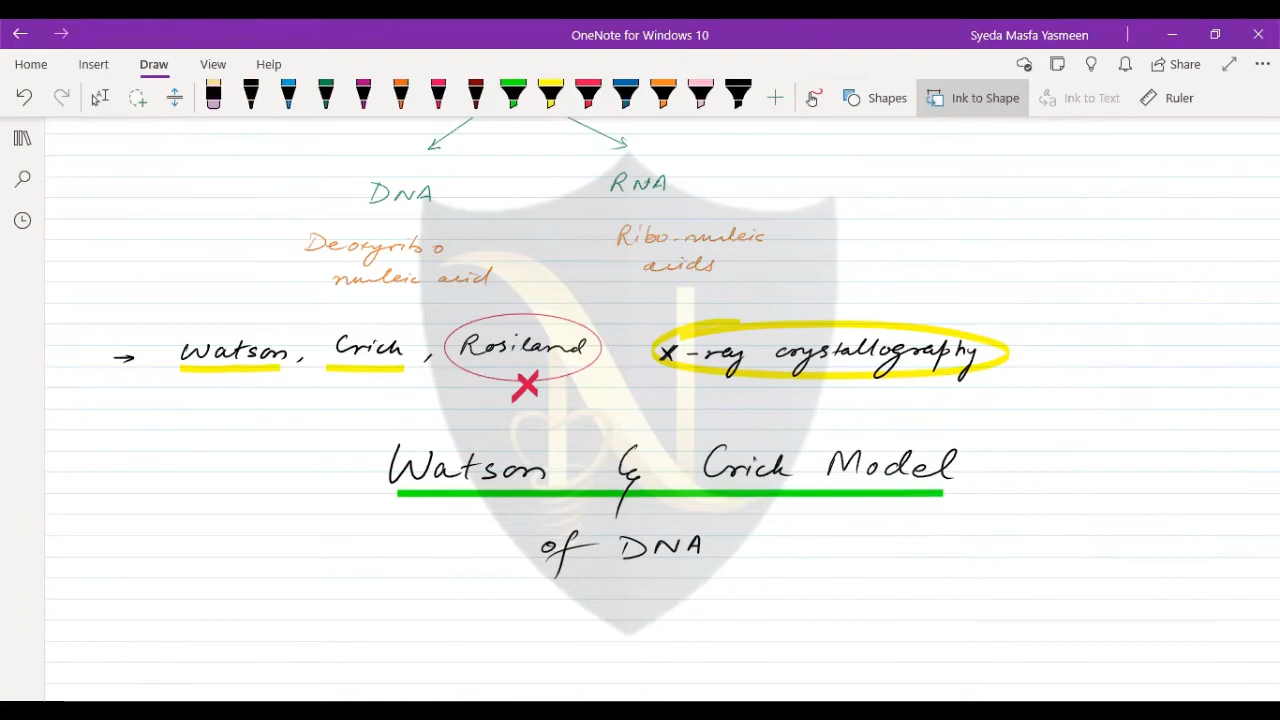 OneNote for Windows 10
Syeda Masfa Yasmeen
Home Insert Draw View Help
Share
Shapes
Ink to Shape
Ink to Text
Ruler
DNA RNA
Deoxyribo Ribo-nucleic
nucleic acid acids
→ Watson, Crick, Rosiland X-ray crystallography
Watson & Crick Model
of DNA